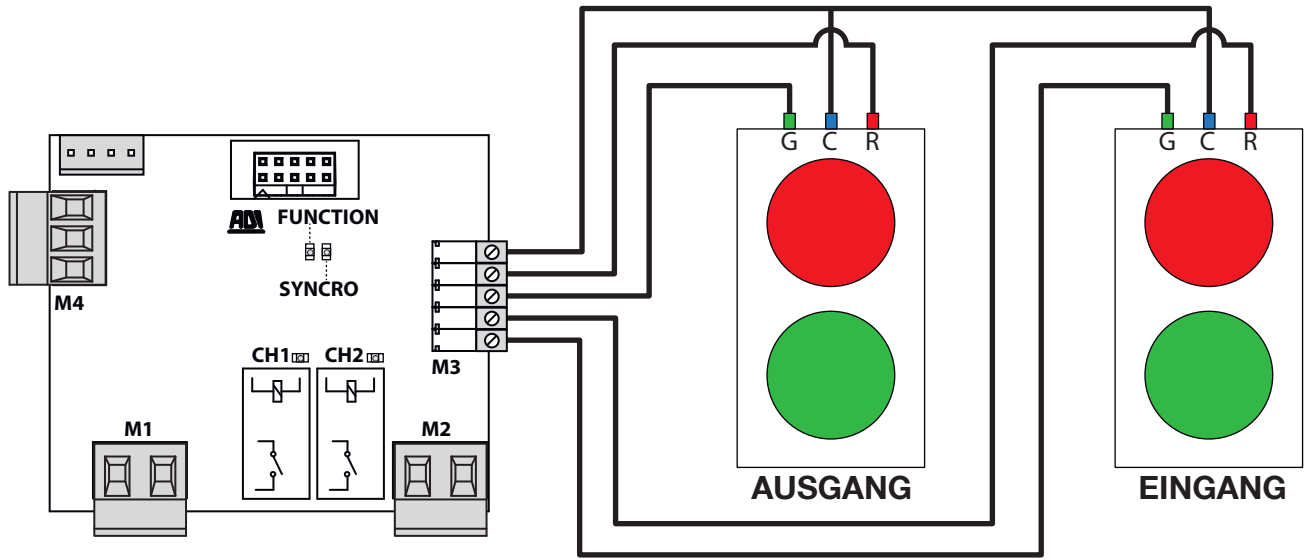 G C R
G C R
ADI
FUNCTION
SYNCRO
M4
CH1 CH2
M3
M1
M2
AUSGANG
EINGANG